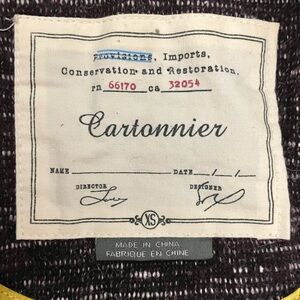 Provisions, Imports,
Conservation and Restoration.
rn 66170 ca 32054
Cartonnier
NAME DATE / /
DIRECTOR DESIGNER
XS
MADE IN CHINA
FABRIQUE EN CHINE